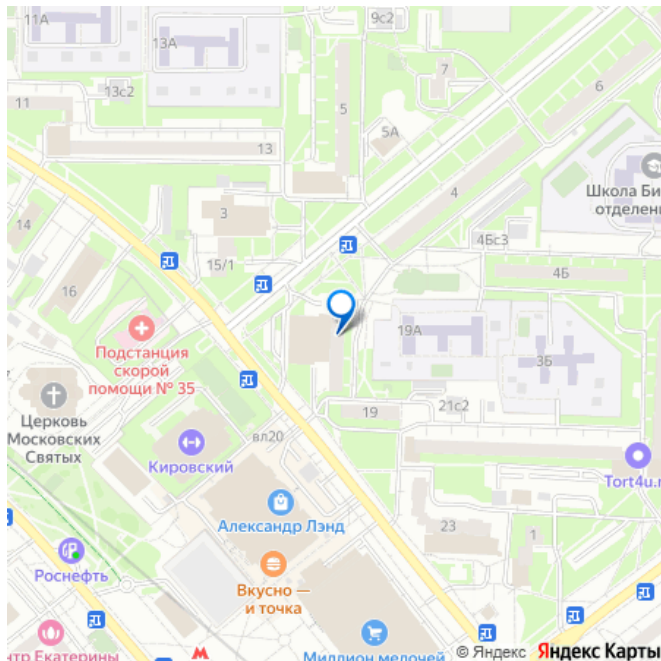 11А
13А
9с2
13с2
7
6
11
5
5А
13
Школа Би
отделен
4
3
14
4Бс3
15/1
4Б
16
19А
3Б
Подстанция
скорой
помощи № 35
Церковь
Московских
Святых
19
21с2
вл20
Кировский
Tort4u.r
Александр Лэнд
23
1
Роснефть
Вкусно —
и точка
нтр Екатерины
Миллион мелочей
© Яндекс Яндекс Карты